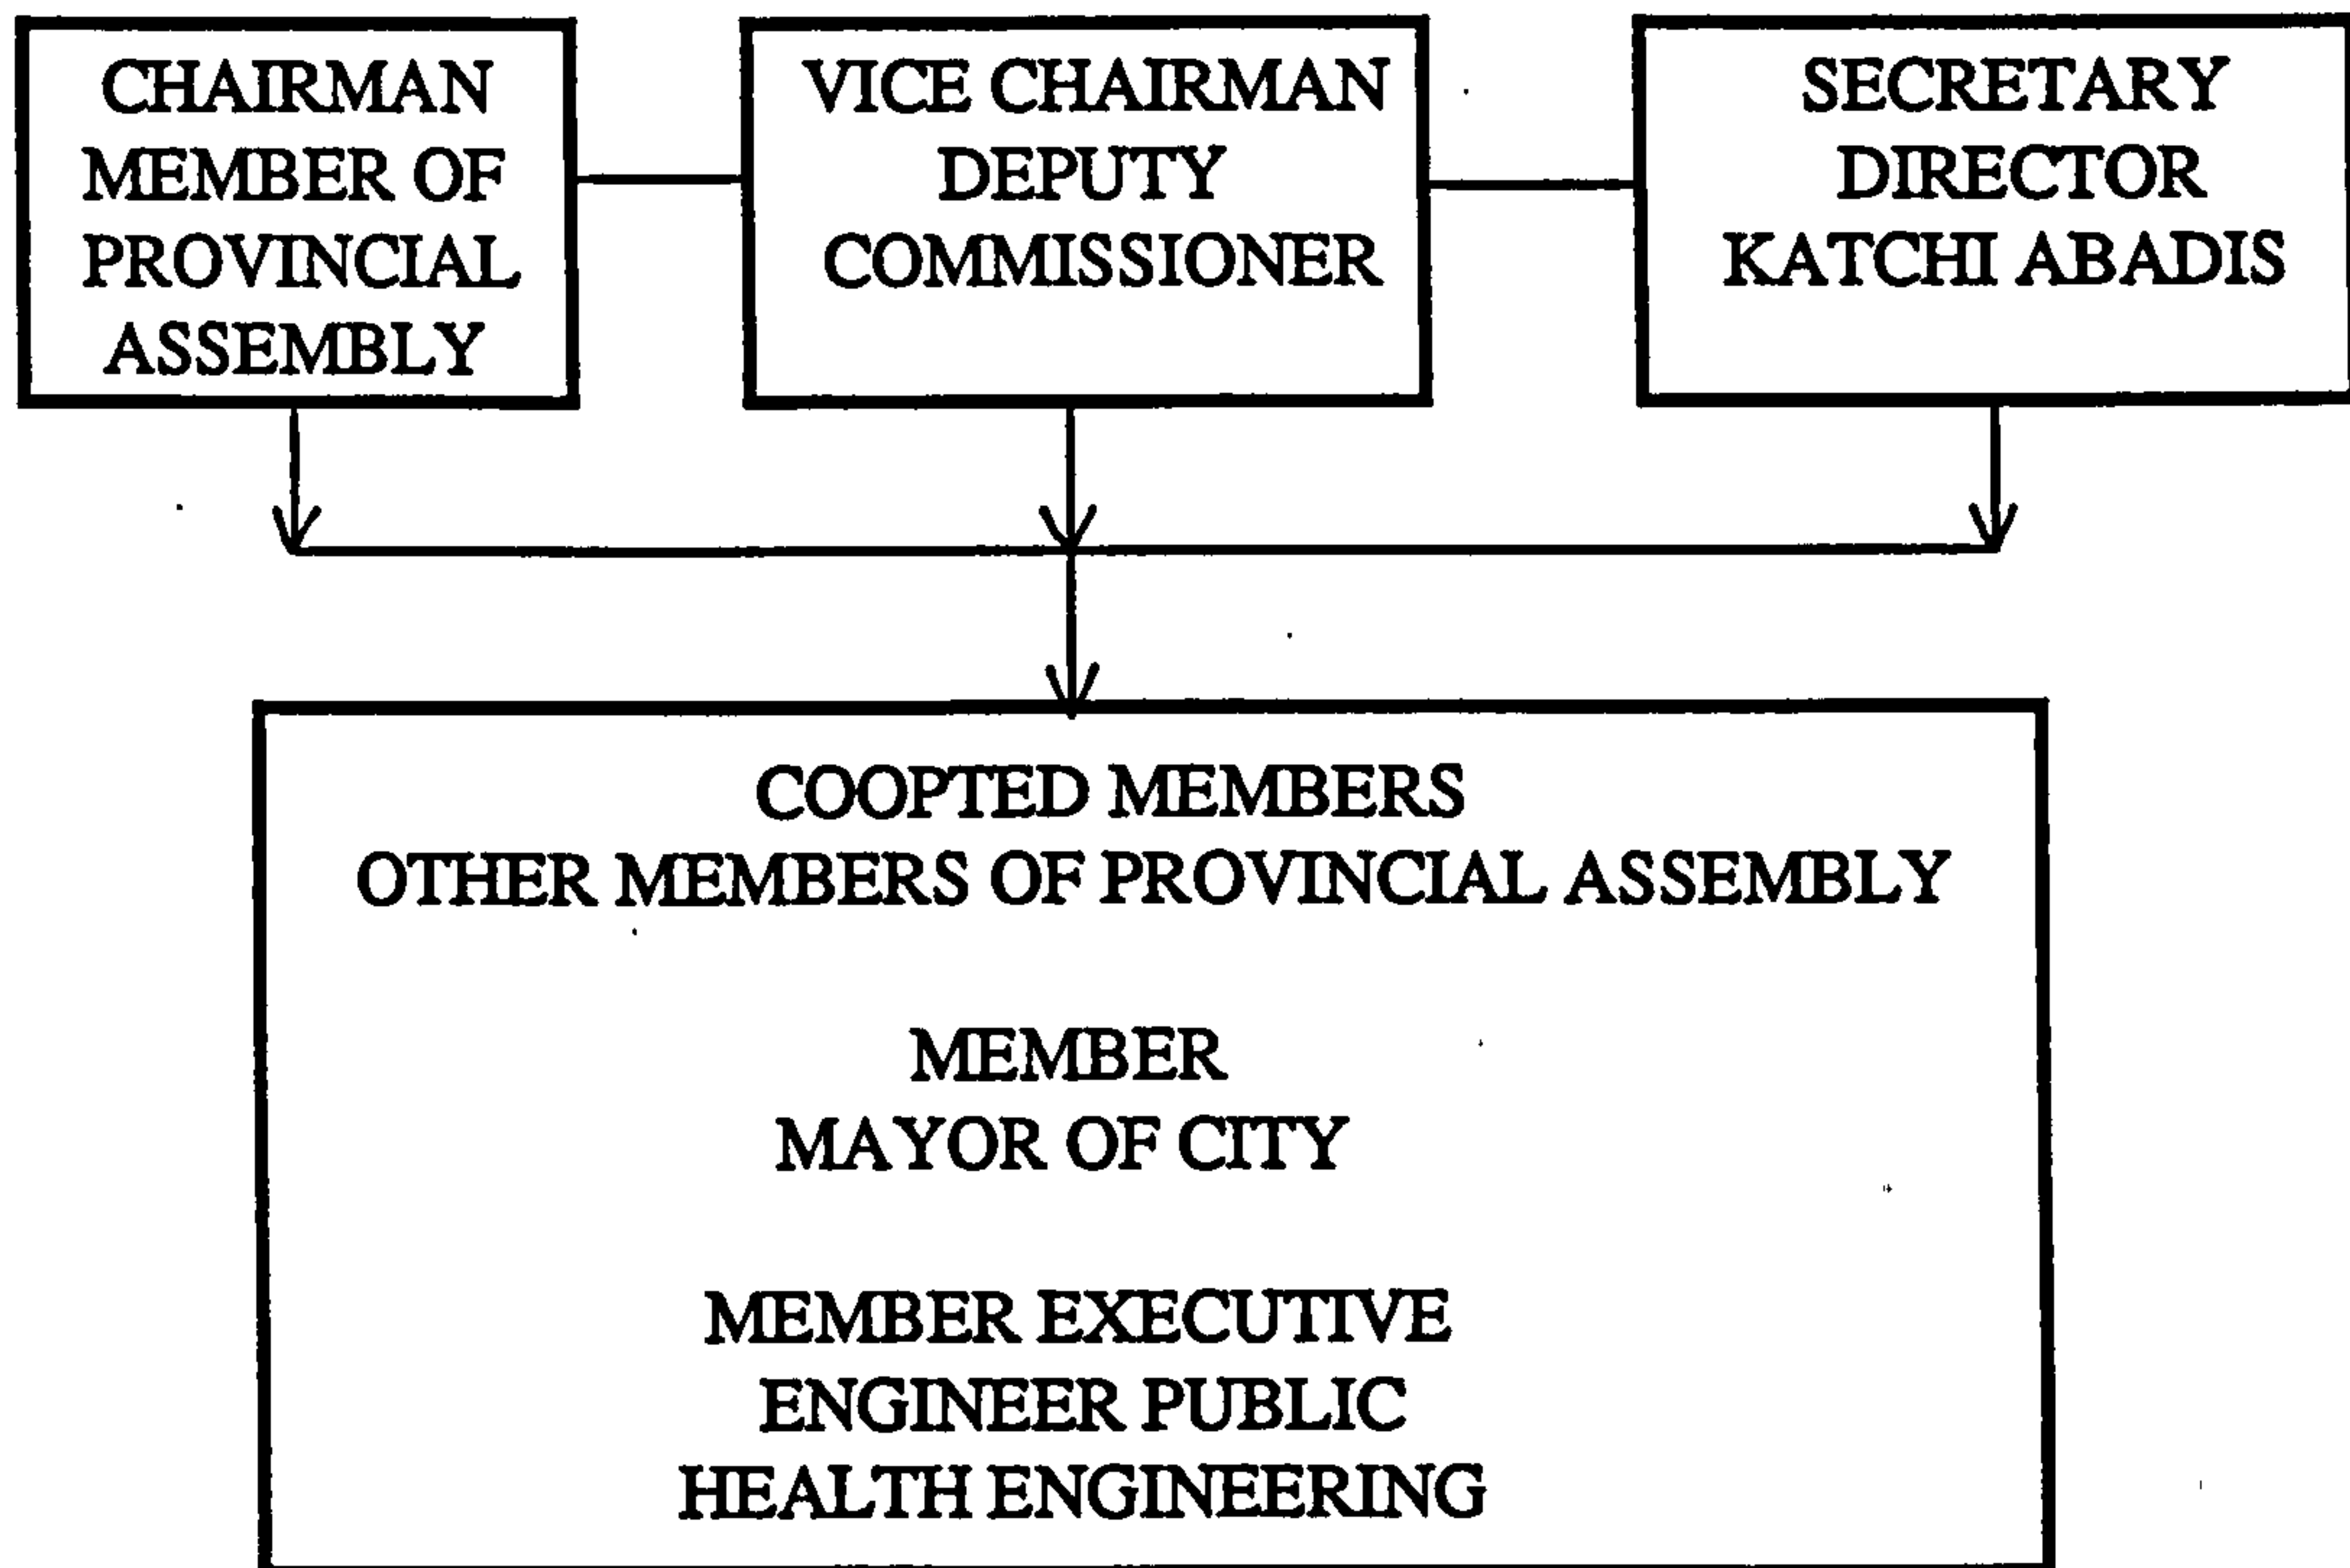 CHAIRMAN
MEMBER OF
PROVINCIAL
ASSEMBLY
VICE CHAIRMAN
DEPUTY
COMMISSIONER
SECRETARY
DIRECTOR
KATCHI ABADIS
COOPTED MEMBERS
OTHER MEMBERS OF PROVINCIAL ASSEMBLY
MEMBER
MAYOR OF CITY
MEMBER EXECUTIVE
ENGINEER PUBLIC
HEALTH ENGINEERING